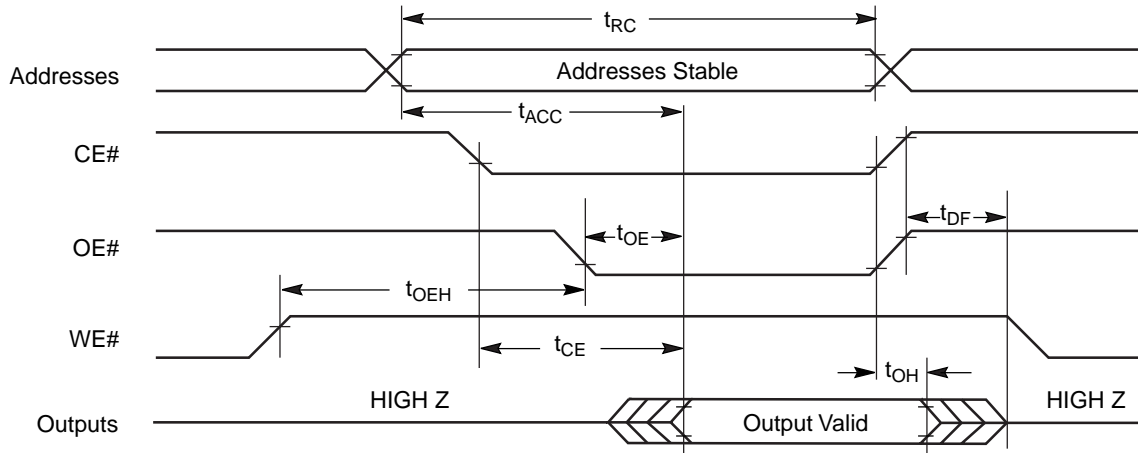 tRC
Addresses
Addresses Stable
tACC
CE#
tDF
OE#
tOE
tOEH
WE#
tCE
tOH
HIGH Z
HIGH Z
Outputs
Output Valid